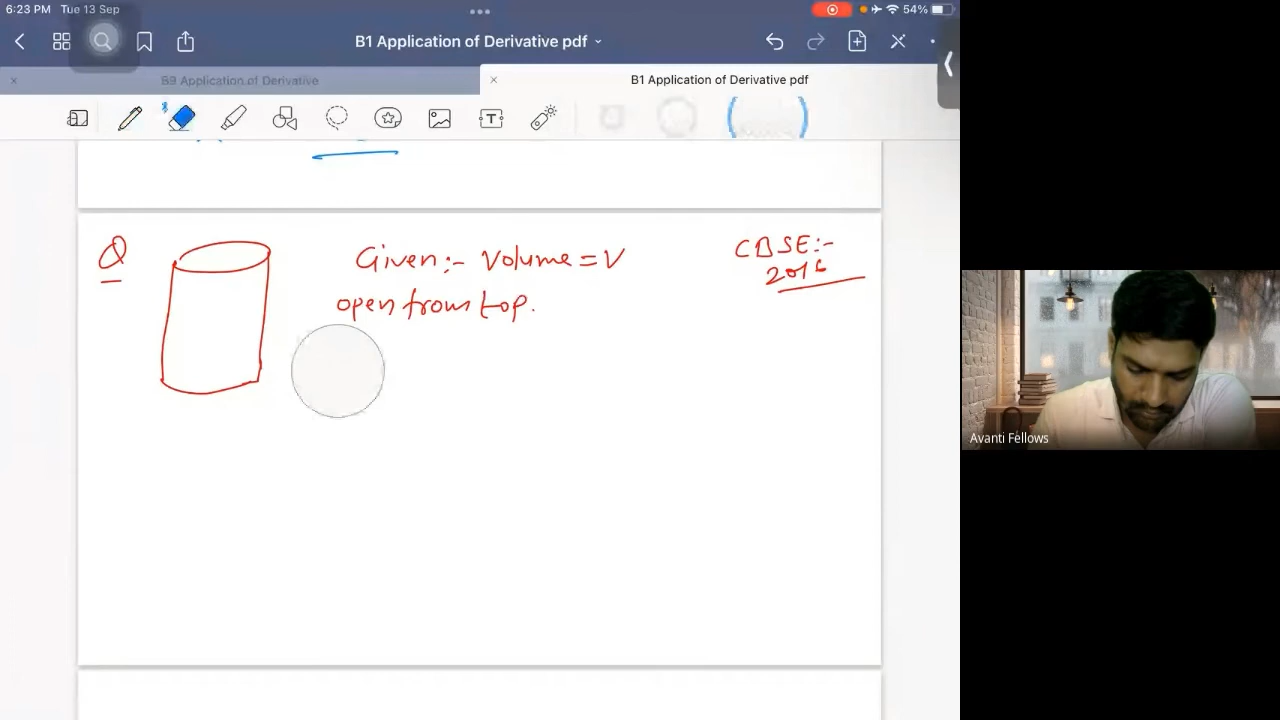 6:23 PM Tue 13 Sep
54%
B1 Application of Derivative pdf
B9 Application of Derivative
B1 Application of Derivative pdf
T
Q
Given:- Volume = V
open from top.
CBSE:-
2016
Avanti Fellows